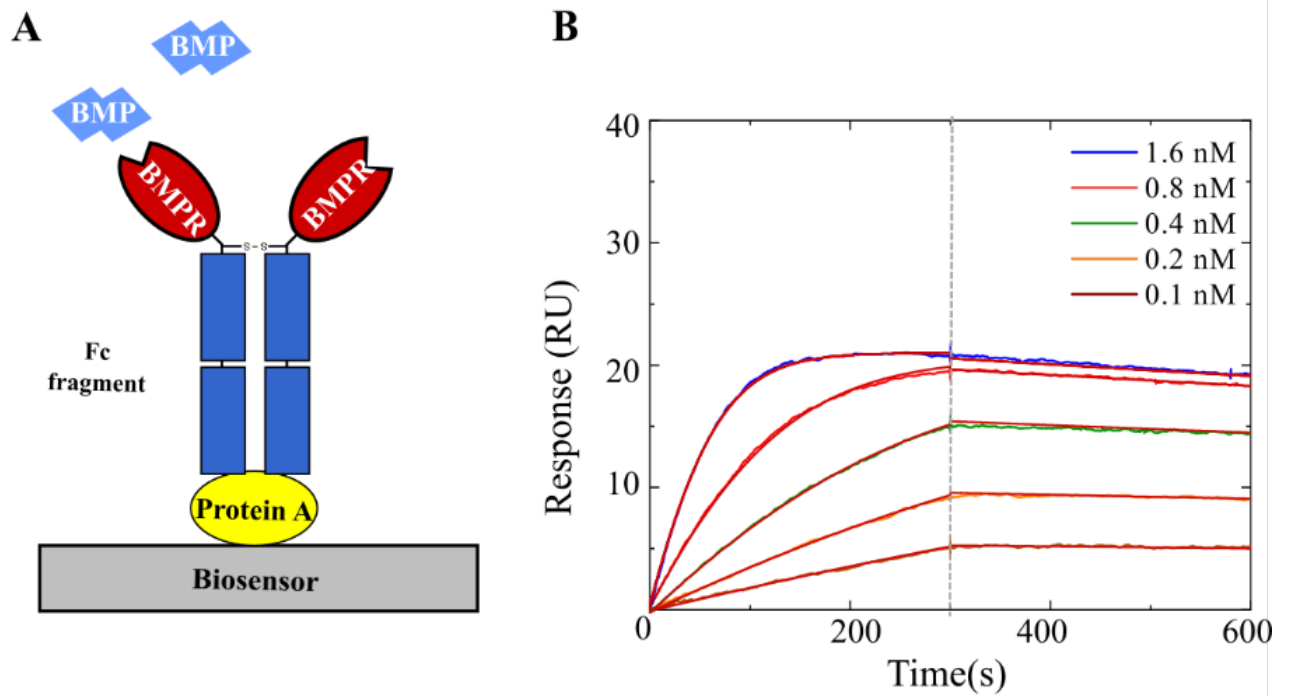 A
BMP
BMP
BMPR
BMPR
s-s
Fc
fragment
Protein A
Biosensor
B
40
30
20
10
0
200
400
600
Response (RU)
Time(s)
1.6 nM
0.8 nM
0.4 nM
0.2 nM
0.1 nM